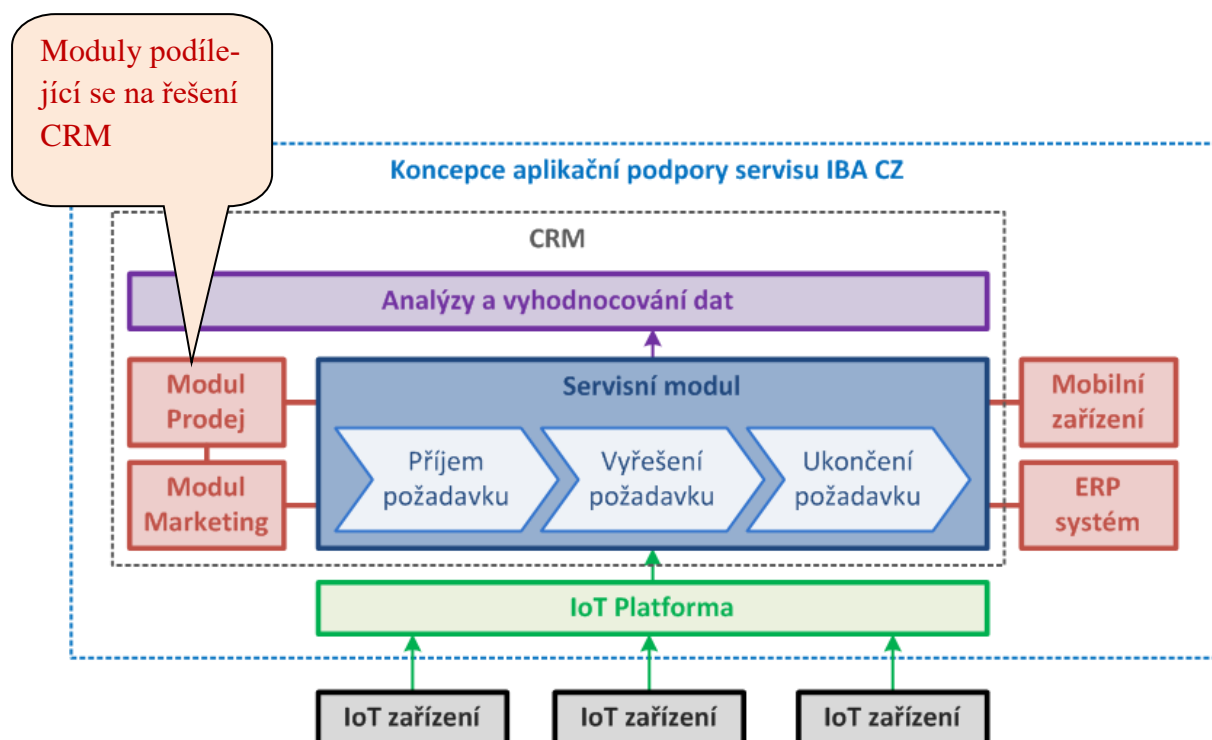 Moduly podíle-
jící se na řešení
CRM
Koncepce aplikační podpory servisu IBA CZ
CRM
Analýzy a vyhodnocování dat
Modul
Prodej
Modul
Marketing
Servisní modul
Příjem
požadavku
Vyřešení
požadavku
Ukončení
požadavku
Mobilní
zařízení
ERP
systém
IoT Platforma
IoT zařízení
IoT zařízení
IoT zařízení